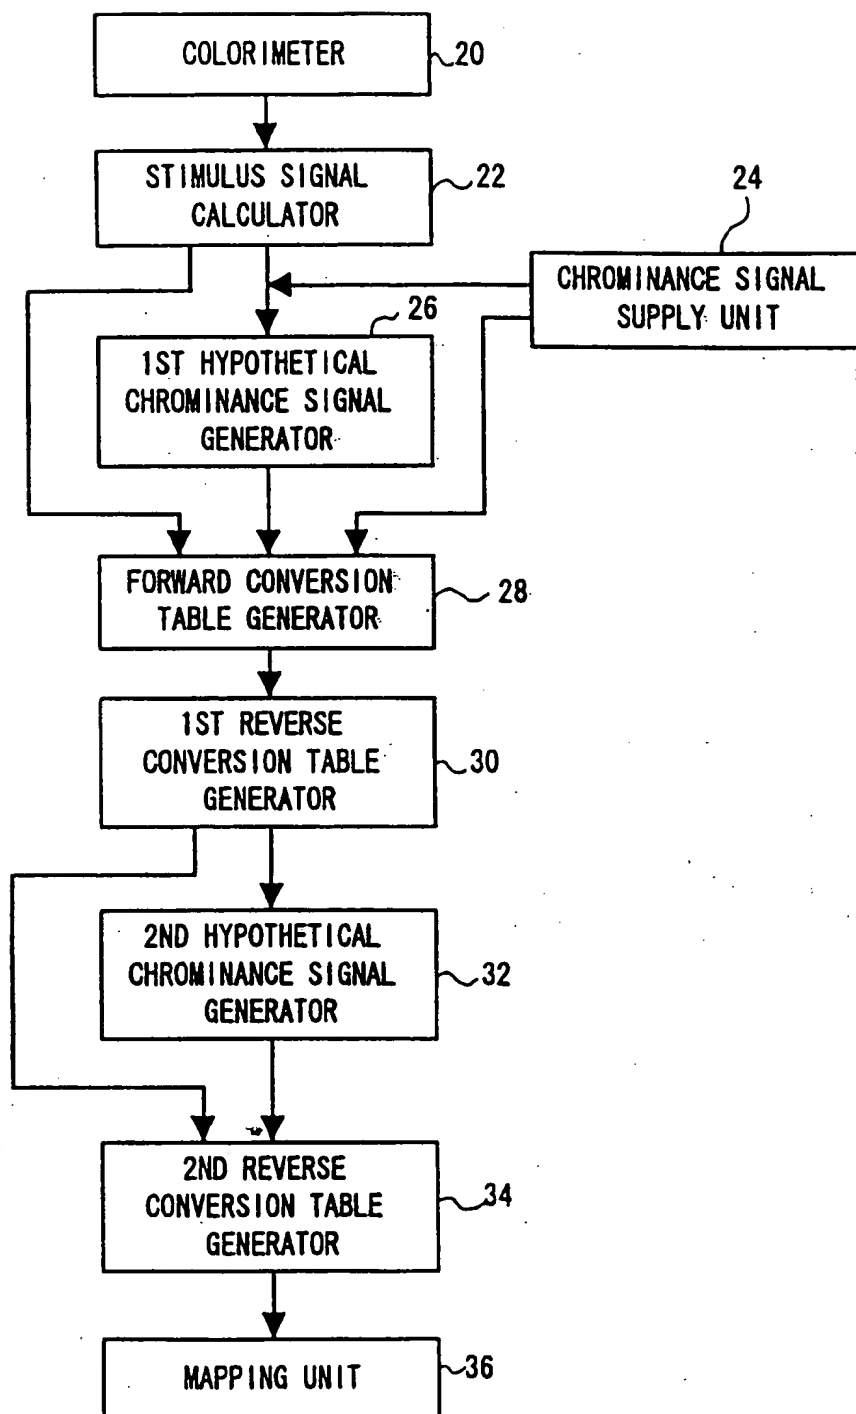 COLORIMETER
20
STIMULUS SIGNAL
CALCULATOR
22
24
CHROMINANCE SIGNAL
SUPPLY UNIT
26
1ST HYPOTHETICAL
CHROMINANCE SIGNAL
GENERATOR
FORWARD CONVERSION
TABLE GENERATOR
28
1ST REVERSE
CONVERSION TABLE
GENERATOR
30
2ND HYPOTHETICAL
CHROMINANCE SIGNAL
GENERATOR
32
2ND REVERSE
CONVERSION TABLE
GENERATOR
34
MAPPING UNIT
36